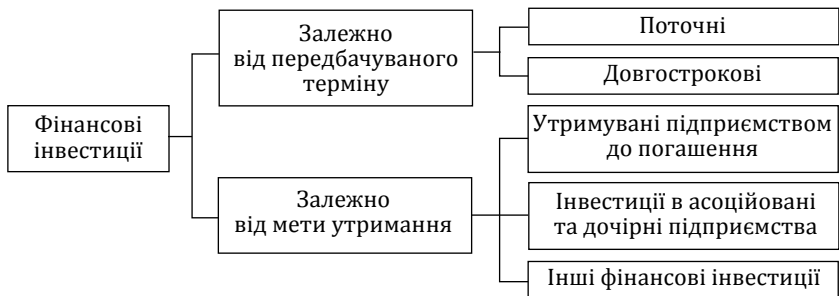 Фінансові
інвестиції
Залежно
від передбачуваного
терміну
Поточні
Довгострокові
Залежно
від мети утримання
Утримувані підприємством
до погашення
Інвестиції в асоційовані
та дочірні підприємства
Інші фінансові інвестиції